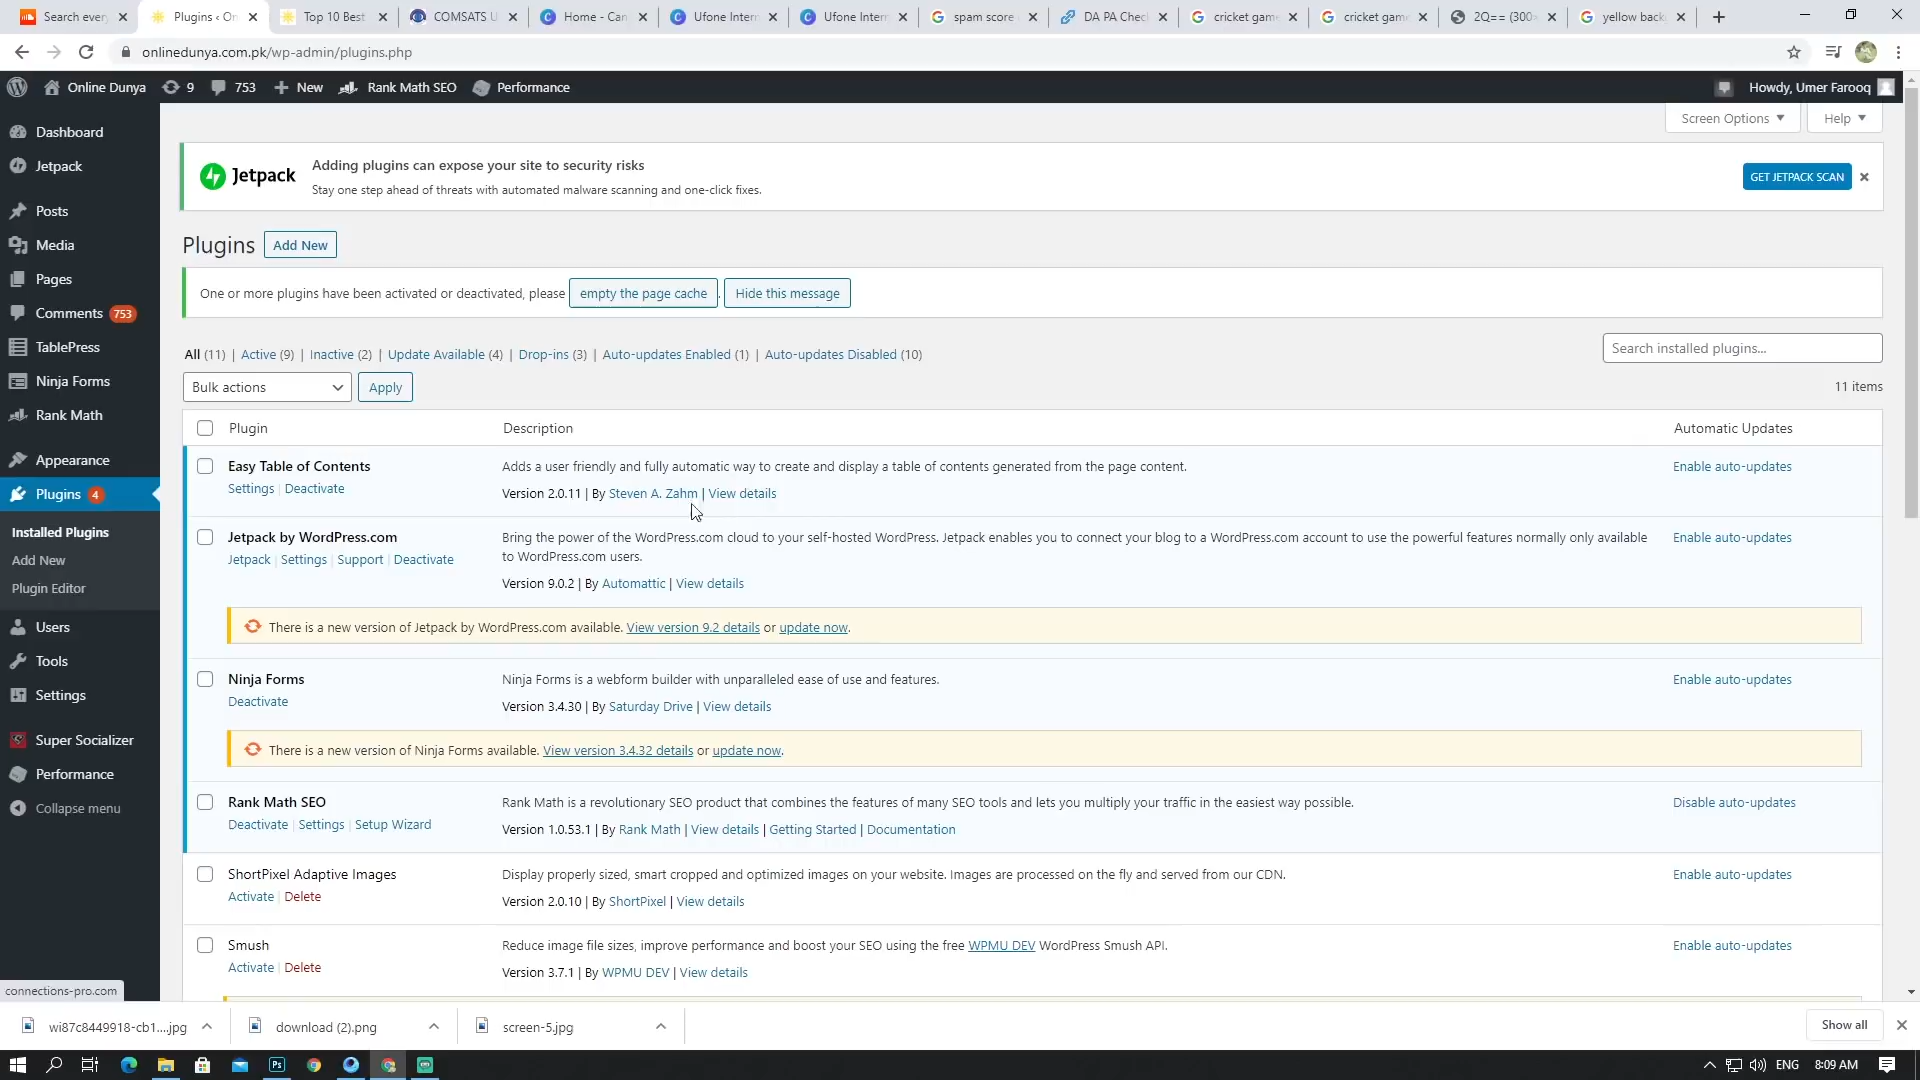 Search every
Plugins ‹ On
Top 10 Best
COMSATS U
Home - Can
Ufone Intern
Ufone Intern
spam score
DA PA Chec
cricket game
cricket game
2Q== (300×
yellow back
onlinedunya.com.pk/wp-admin/plugins.php
Online Dunya
9
753
New
Rank Math SEO
Performance
Howdy, Umer Farooq
Screen Options
Help
Dashboard
Jetpack
Posts
Media
Pages
Comments 753
TablePress
Ninja Forms
Rank Math
Appearance
Plugins 4
Installed Plugins
Add New
Plugin Editor
Users
Tools
Settings
Super Socializer
Performance
Collapse menu
Jetpack
Adding plugins can expose your site to security risks
Stay one step ahead of threats with automated malware scanning and one-click fixes.
GET JETPACK SCAN
Plugins Add New
One or more plugins have been activated or deactivated, please empty the page cache . Hide this message
All (11) | Active (9) | Inactive (2) | Update Available (4) | Drop-ins (3) | Auto-updates Enabled (1) | Auto-updates Disabled (10)
Search installed plugins...
Bulk actions
Apply
11 items
Plugin Description Automatic Updates
Easy Table of Contents
Settings | Deactivate
Adds a user friendly and fully automatic way to create and display a table of contents generated from the page content.
Version 2.0.11 | By Steven A. Zahm | View details
Enable auto-updates
Jetpack by WordPress.com
Jetpack | Settings | Support | Deactivate
Bring the power of the WordPress.com cloud to your self-hosted WordPress. Jetpack enables you to connect your blog to a WordPress.com account to use the powerful features normally only available
to WordPress.com users.
Version 9.0.2 | By Automattic | View details
Enable auto-updates
There is a new version of Jetpack by WordPress.com available. View version 9.2 details or update now.
Ninja Forms
Deactivate
Ninja Forms is a webform builder with unparalleled ease of use and features.
Version 3.4.30 | By Saturday Drive | View details
Enable auto-updates
There is a new version of Ninja Forms available. View version 3.4.32 details or update now.
Rank Math SEO
Deactivate | Settings | Setup Wizard
Rank Math is a revolutionary SEO product that combines the features of many SEO tools and lets you multiply your traffic in the easiest way possible.
Version 1.0.53.1 | By Rank Math | View details | Getting Started | Documentation
Disable auto-updates
ShortPixel Adaptive Images
Activate | Delete
Display properly sized, smart cropped and optimized images on your website. Images are processed on the fly and served from our CDN.
Version 2.0.10 | By ShortPixel | View details
Enable auto-updates
Smush
Activate | Delete
Reduce image file sizes, improve performance and boost your SEO using the free WPMU DEV WordPress Smush API.
Version 3.7.1 | By WPMU DEV | View details
Enable auto-updates
connections-pro.com
wi87c8449918-cb1....jpg
download (2).png
screen-5.jpg
Show all
Ps
ENG
8:09 AM